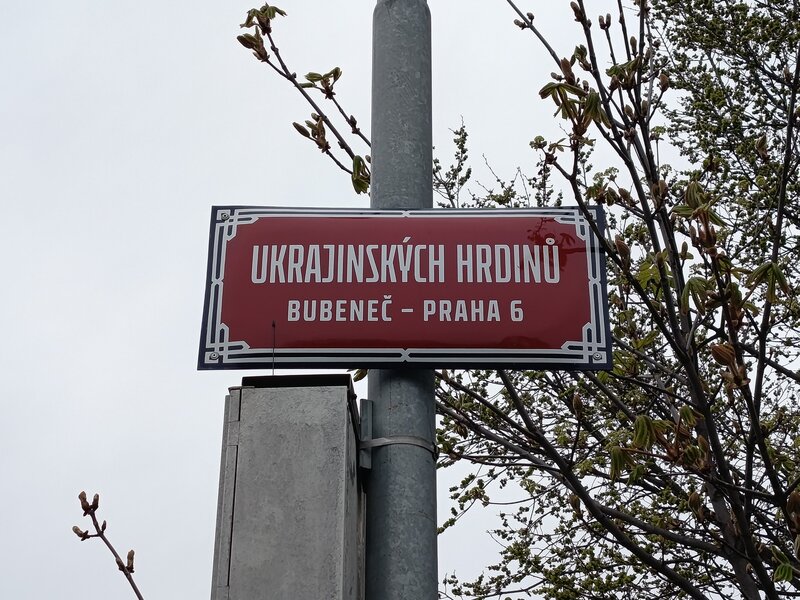 UKRAJINSKÝCH HRDINŮ
BUBENEČ – PRAHA 6